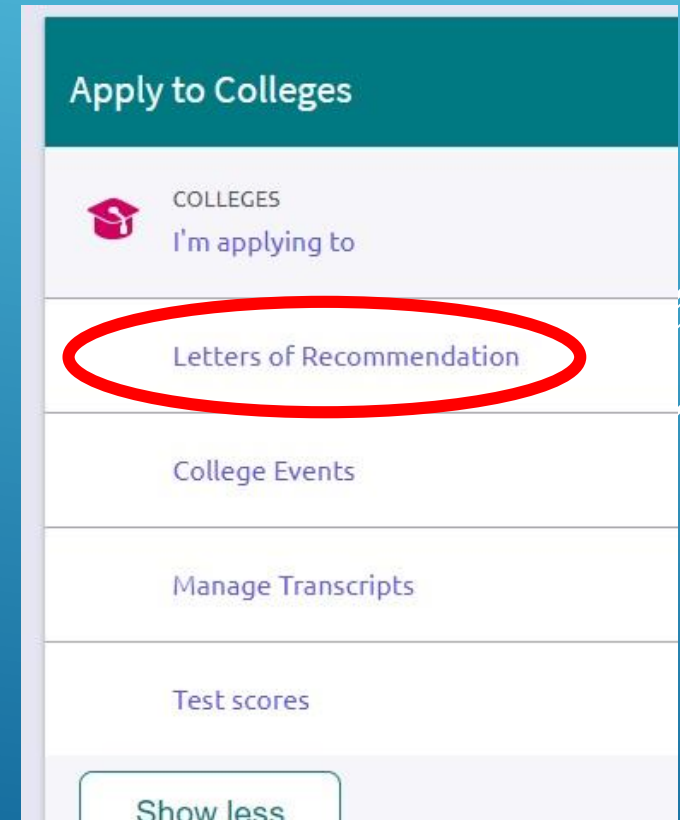 Apply to Colleges
COLLEGES
I'm applying to
Letters of Recommendation
College Events
Manage Transcripts
Test scores
Show less